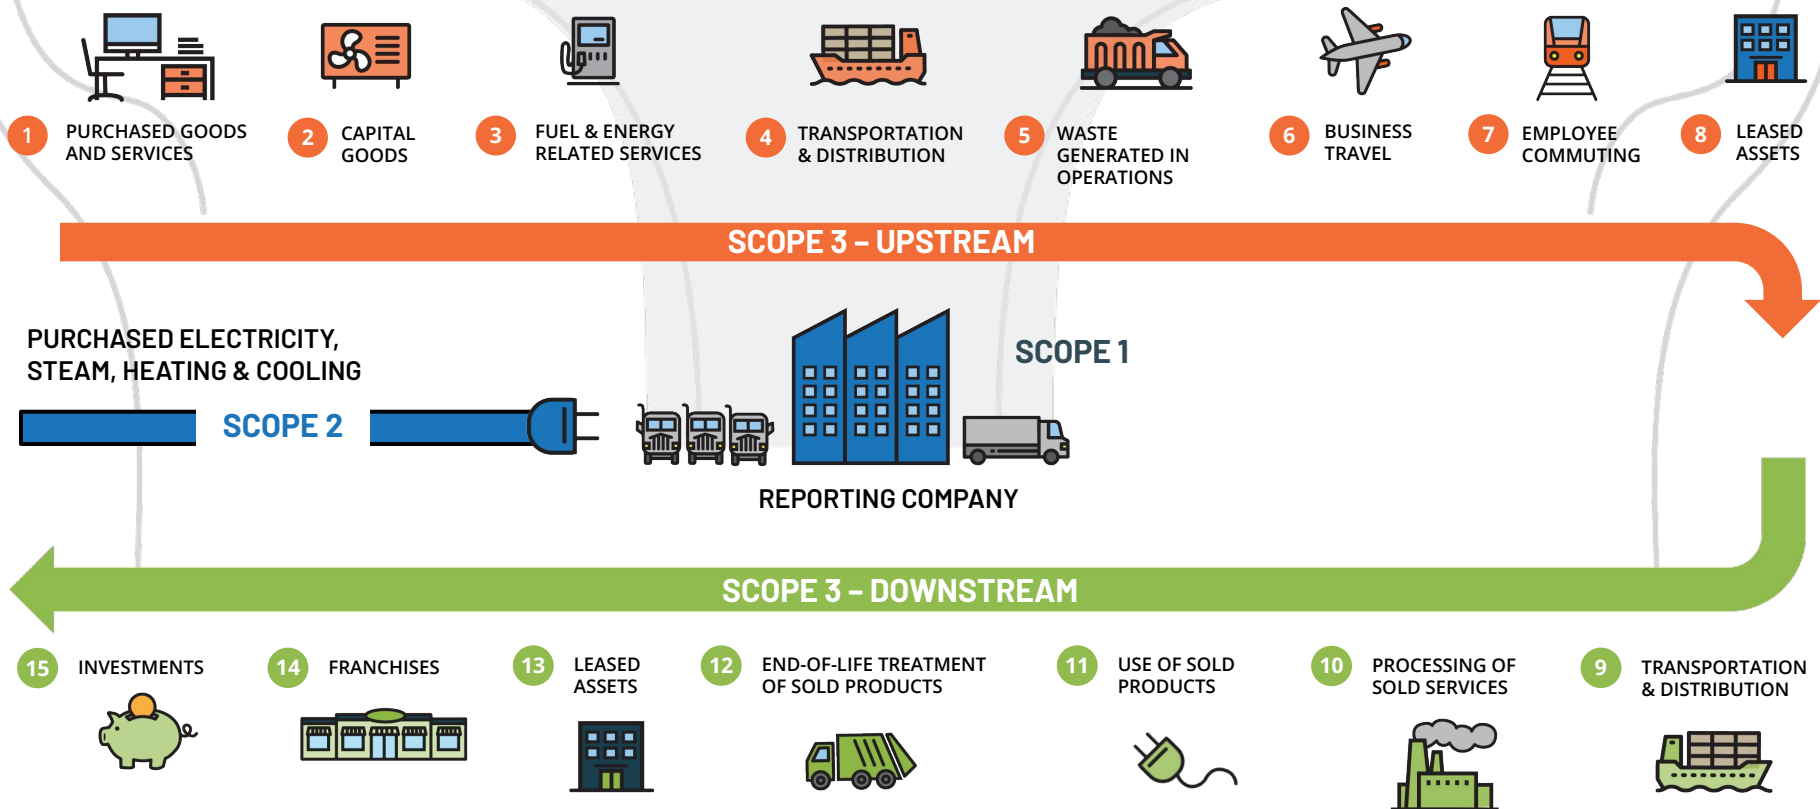 1
PURCHASED GOODS
AND SERVICES
2
CAPITAL
GOODS
3
FUEL & ENERGY
RELATED SERVICES
4
TRANSPORTATION
& DISTRIBUTION
5
WASTE
GENERATED IN
OPERATIONS
6
BUSINESS
TRAVEL
7
EMPLOYEE
COMMUTING
8
LEASED
ASSETS
SCOPE 3 – UPSTREAM
PURCHASED ELECTRICITY,
STEAM, HEATING & COOLING
SCOPE 2
SCOPE 1
REPORTING COMPANY
SCOPE 3 – DOWNSTREAM
15
INVESTMENTS
14
FRANCHISES
13
LEASED
ASSETS
12
END-OF-LIFE TREATMENT
OF SOLD PRODUCTS
11
USE OF SOLD
PRODUCTS
10
PROCESSING OF
SOLD SERVICES
9
TRANSPORTATION
& DISTRIBUTION